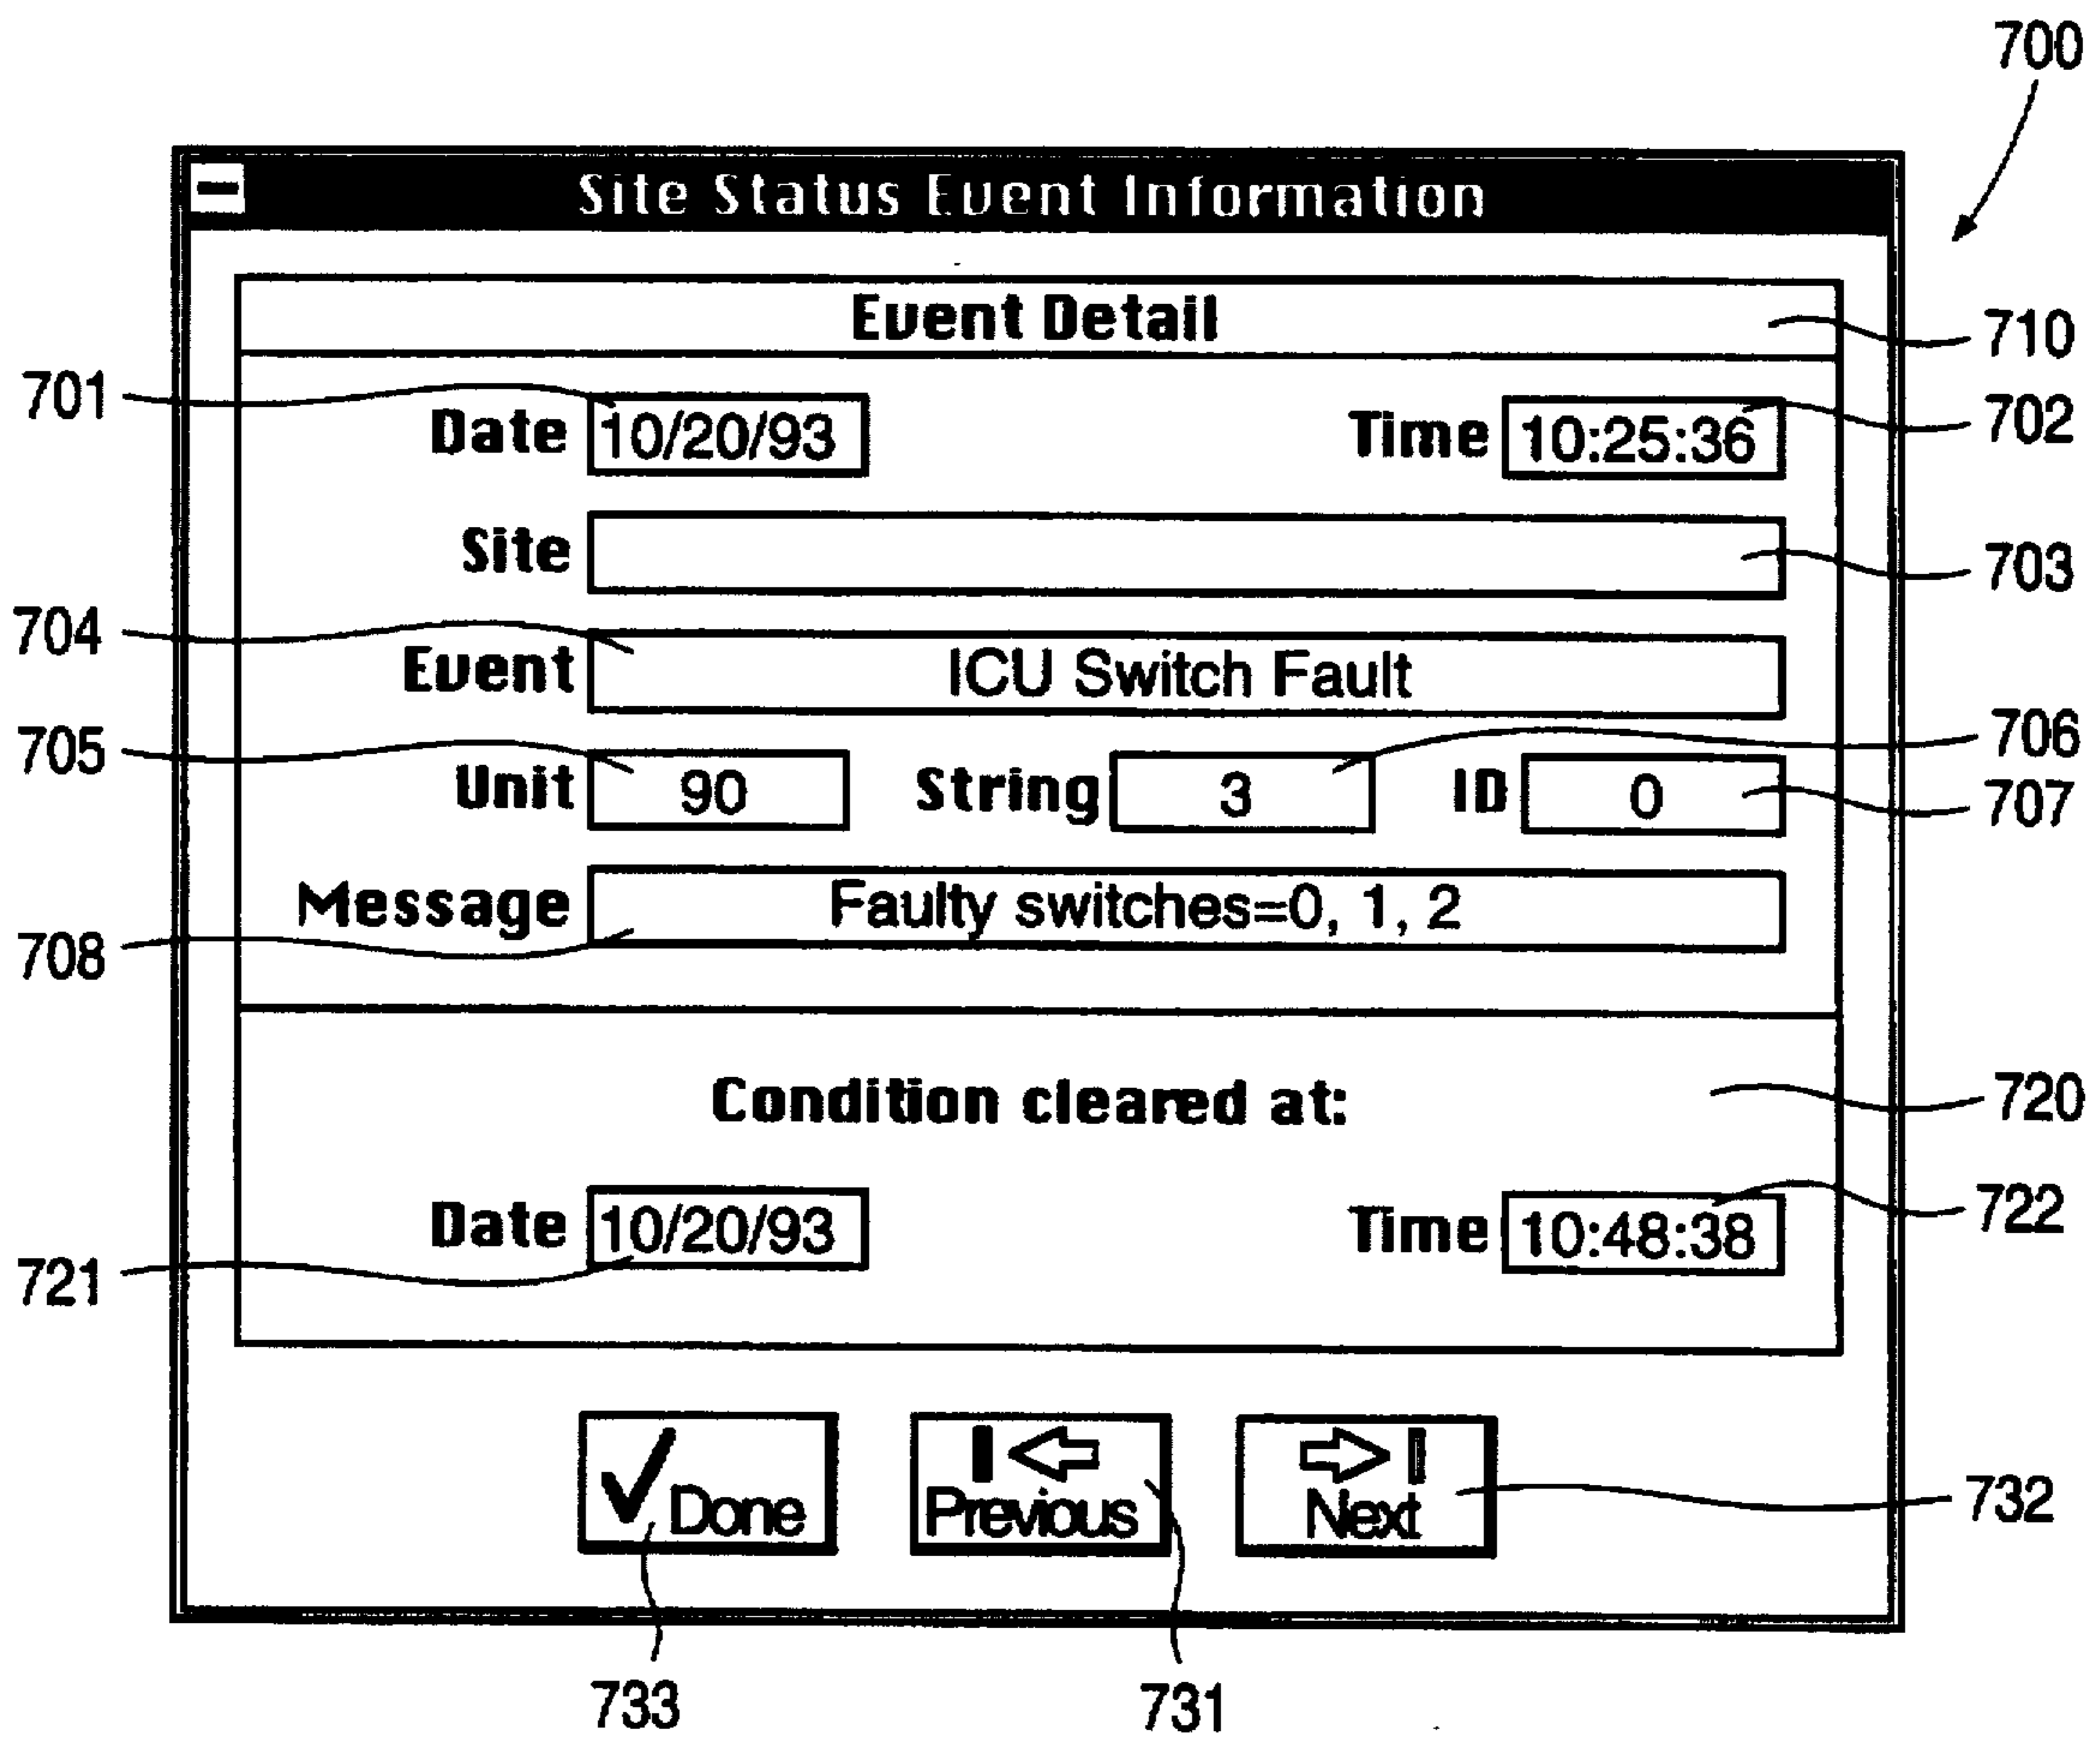 700
Site Status Event Information
Event Detail
710
701
Date 10/20/93 Time 10:25:36
702
Site
703
704
Event ICU Switch Fault
705
706
Unit 90 String 3 ID 0
707
Message Faulty switches=0, 1, 2
708
Condition cleared at:
720
Date 10/20/93 Time 10:48:38
722
721
Done Previous Next
732
733
731